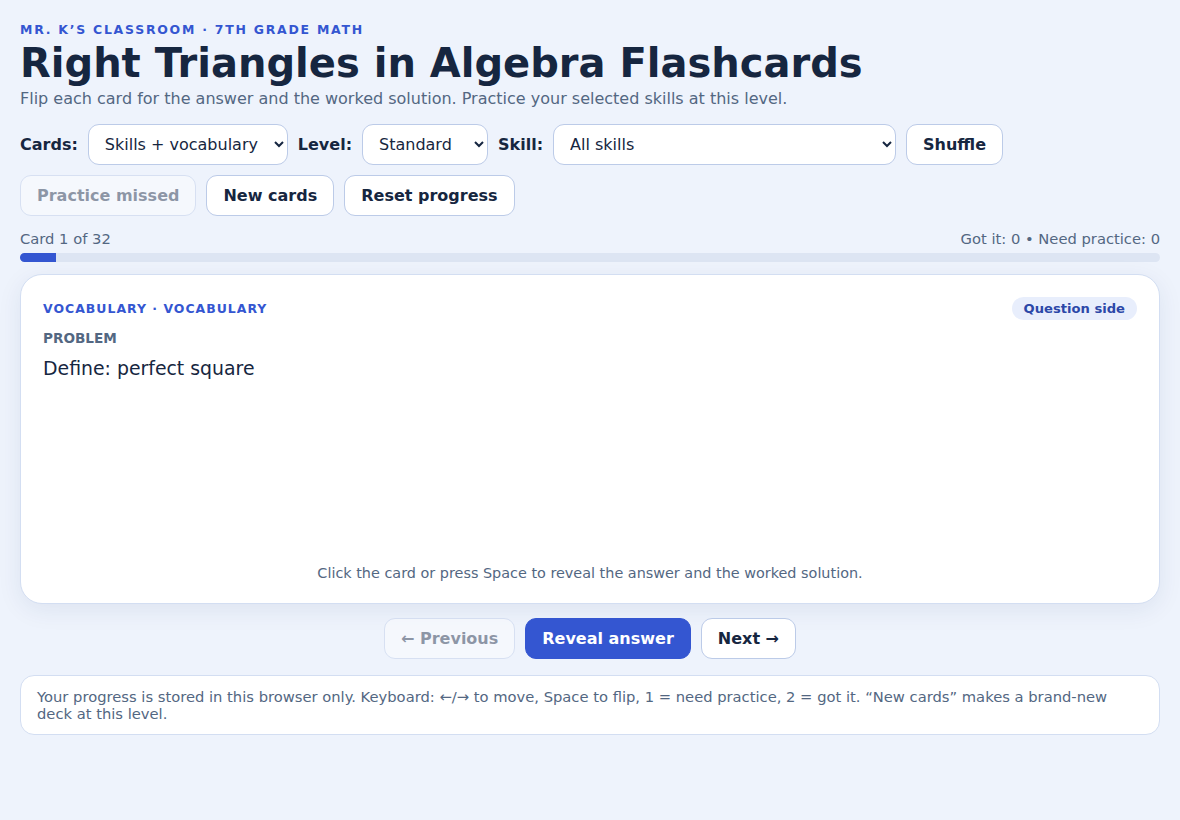 MR. K’S CLASSROOM · 7TH GRADE MATH
Right Triangles in Algebra Flashcards
Flip each card for the answer and the worked solution. Practice your selected skills at this level.
Cards: Skills + vocabulary Level: Standard Skill: All skills Shuffle
Practice missed New cards Reset progress
Card 1 of 32 Got it: 0 • Need practice: 0
VOCABULARY · VOCABULARY Question side
PROBLEM
Define: perfect square
Click the card or press Space to reveal the answer and the worked solution.
← Previous Reveal answer Next →
Your progress is stored in this browser only. Keyboard: ←/→ to move, Space to flip, 1 = need practice, 2 = got it. “New cards” makes a brand-new
deck at this level.